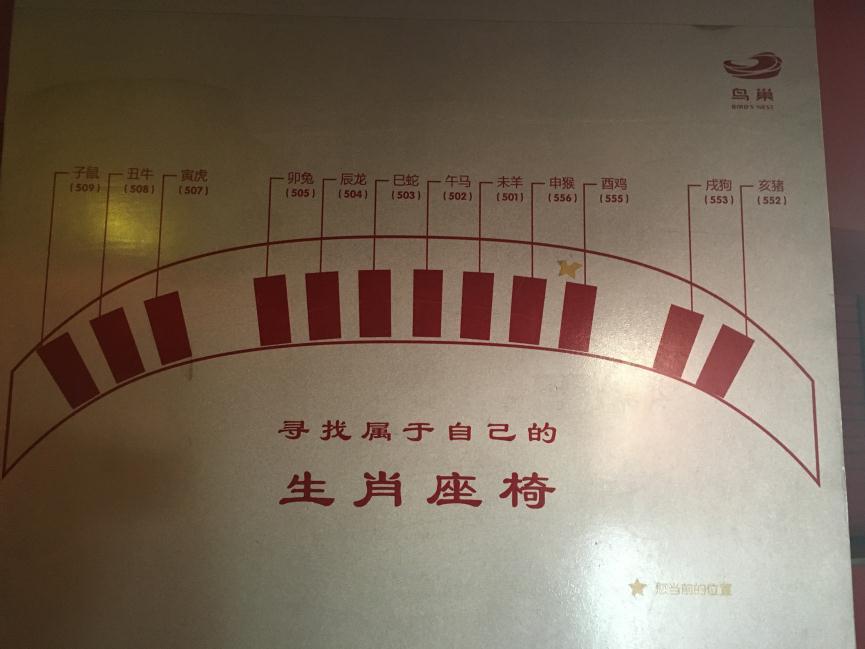 鸟巢
BIRD'S NEST
子鼠 丑牛 寅虎 卯兔 辰龙 巳蛇 午马 未羊 申猴 酉鸡 戌狗 亥猪
(509) (508) (507) (505) (504) (503) (502) (501) (556) (555) (553) (552)
寻找属于自己的
生肖座椅
您当前的位置